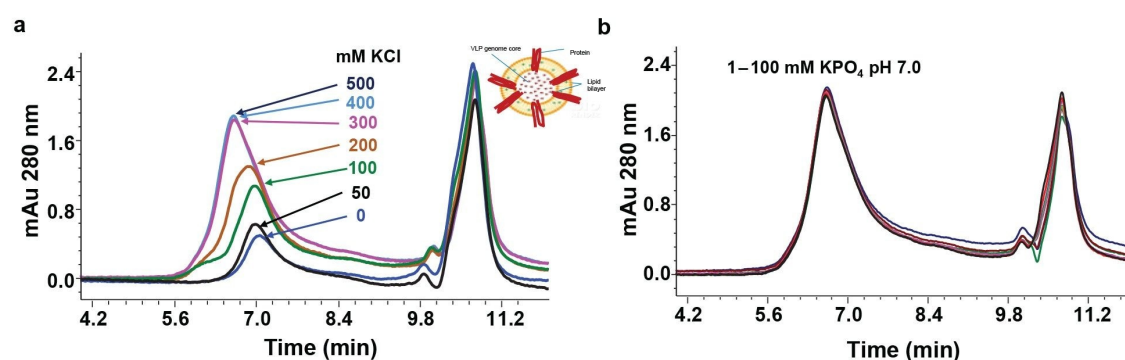 a
mM KCl
500
400
300
200
100
50
0
VLP genome core
Protein
Lipid
bilayer
mAu 280 nm
2.4
1.6
0.8
0.0
4.2 5.6 7.0 8.4 9.8 11.2
Time (min)
b
1–100 mM KPO₄ pH 7.0
mAu 280 nm
2.4
1.6
0.8
0.0
4.2 5.6 7.0 8.4 9.8 11.2
Time (min)